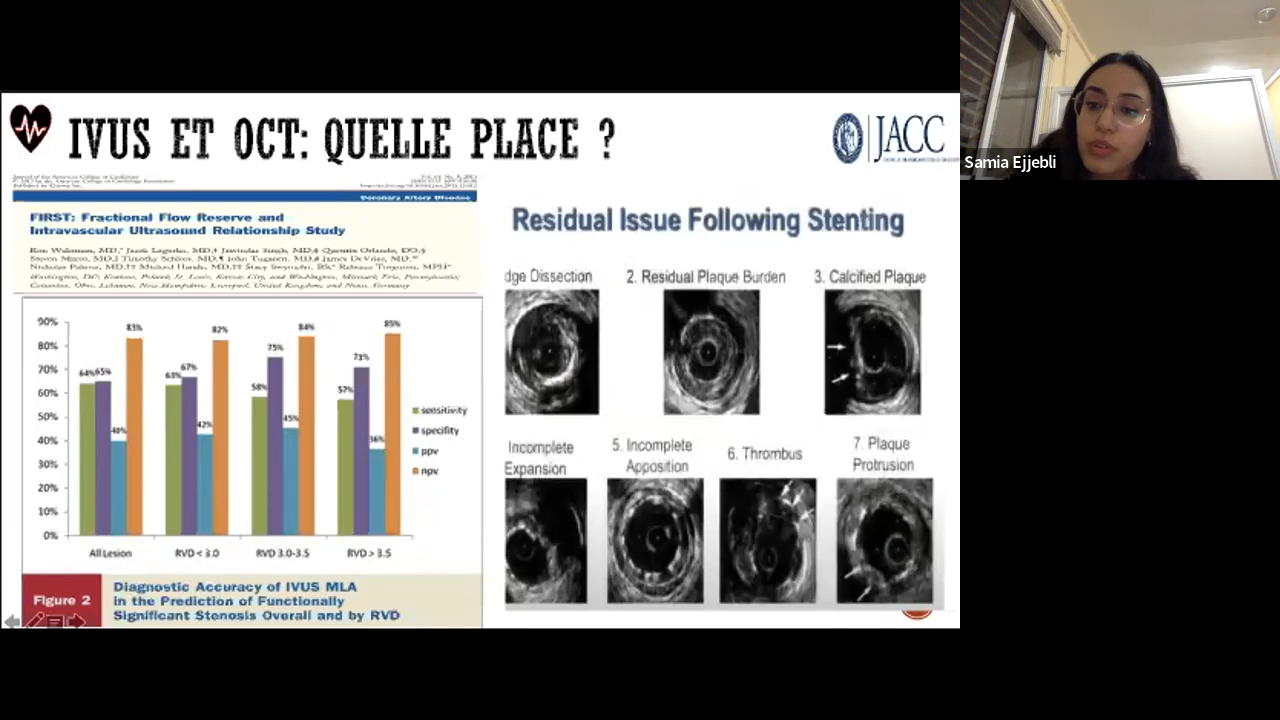 IVUS ET OCT: QUELLE PLACE ?
JACC
Samia Ejjebli
Coronary Artery Disease
FIRST: Fractional Flow Reserve and
Intravascular Ultrasound Relationship Study
90%
80%
70%
60%
50%
40%
30%
20%
10%
0%
64% 65% 40% 83%
63% 67% 42% 82%
58% 75% 45% 84%
57% 71% 36% 85%
sensitivity
specifity
ppv
npv
All Lesion
RVD < 3.0
RVD 3.0-3.5
RVD > 3.5
Figure 2
Diagnostic Accuracy of IVUS MLA
in the Prediction of Functionally
Significant Stenosis Overall and by RVD
Residual Issue Following Stenting
dge Dissection
2. Residual Plaque Burden
3. Calcified Plaque
Incomplete
Expansion
5. Incomplete
Apposition
6. Thrombus
7. Plaque
Protrusion